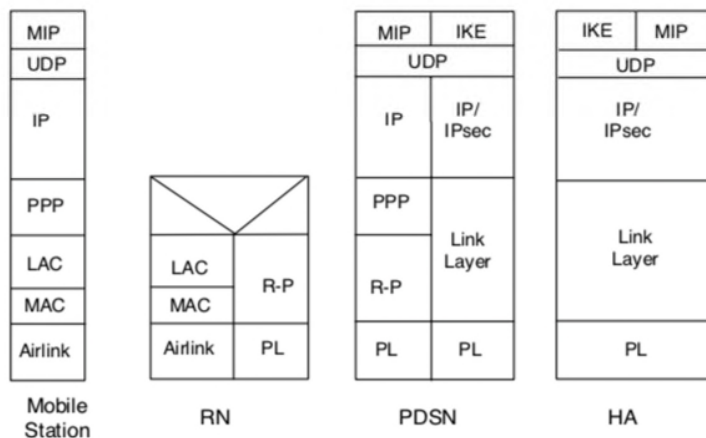 MIP
UDP
IP
PPP
LAC
MAC
Airlink
Mobile
Station
LAC
MAC
Airlink
R-P
PL
RN
MIP
IKE
UDP
IP
IP/
IPsec
PPP
R-P
Link
Layer
PL
PL
PDSN
IKE
MIP
UDP
IP/
IPsec
Link
Layer
PL
HA